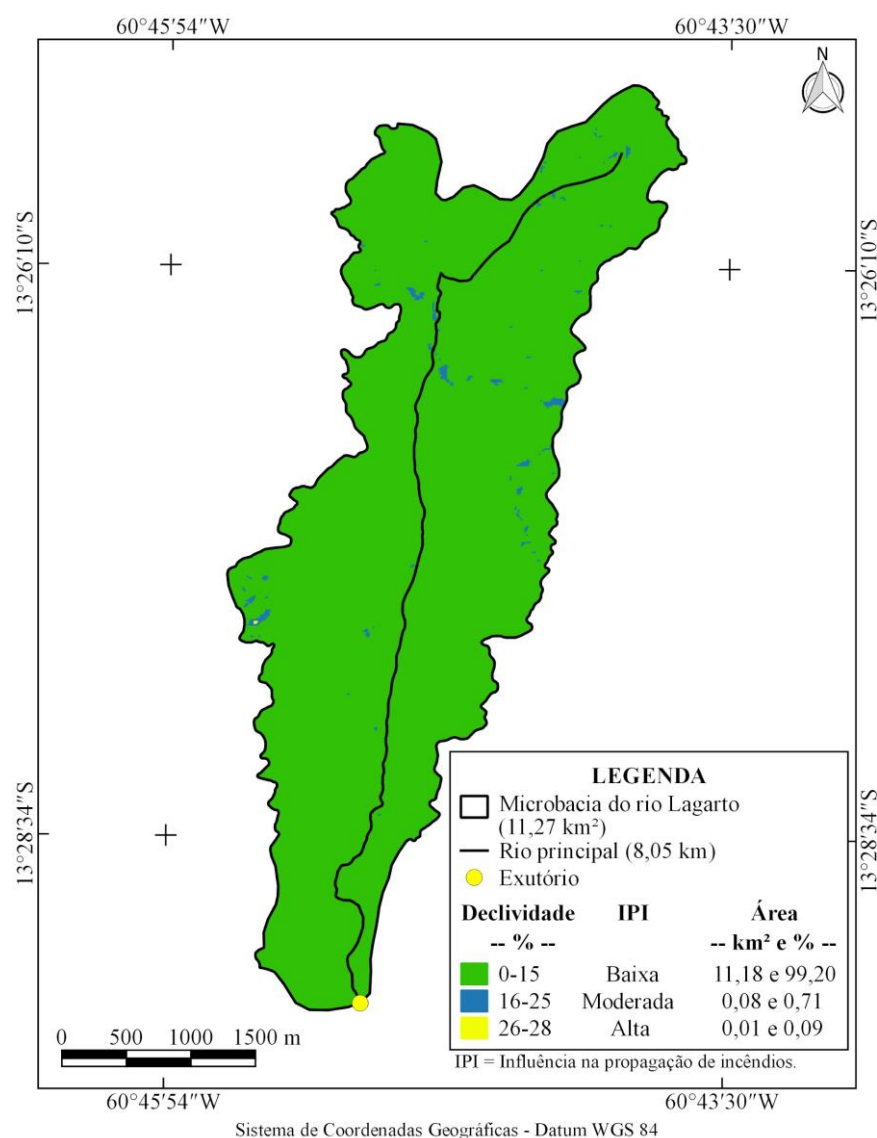 60°45′54″W 60°43′30″W
N
13°26′10″S 13°26′10″S
13°28′34″S 13°28′34″S
LEGENDA
Microbacia do rio Lagarto
(11,27 km²)
Rio principal (8,05 km)
Exutório
Declividade IPI Área
-- % -- -- km² e % --
0-15 Baixa 11,18 e 99,20
16-25 Moderada 0,08 e 0,71
26-28 Alta 0,01 e 0,09
IPI = Influência na propagação de incêndios.
0 500 1000 1500 m
60°45′54″W 60°43′30″W
Sistema de Coordenadas Geográficas - Datum WGS 84